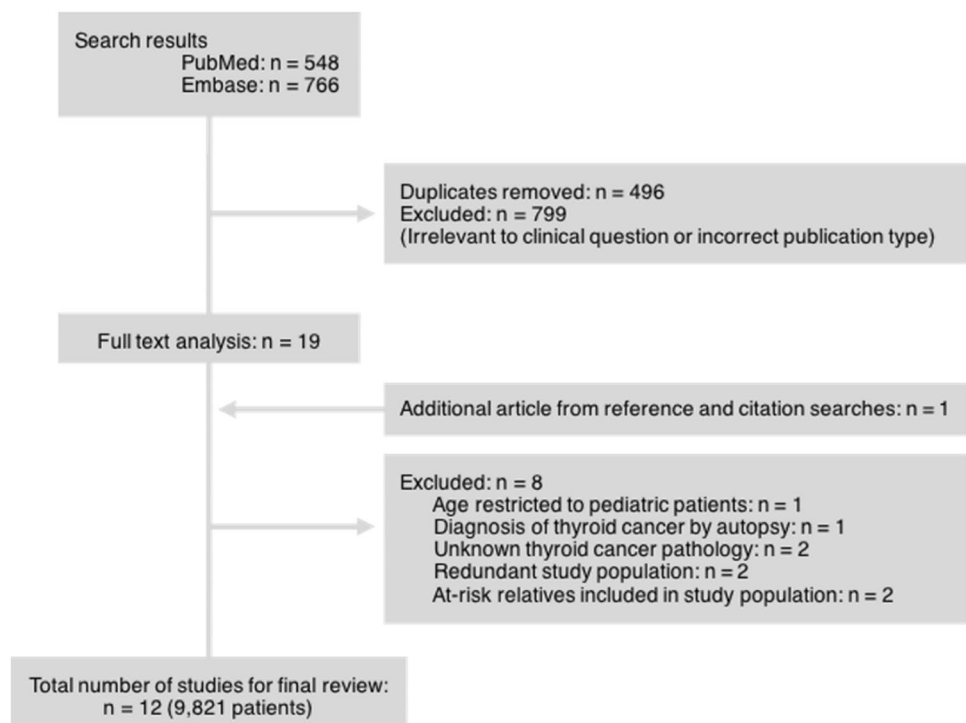 Search results
PubMed: n = 548
Embase: n = 766
Duplicates removed: n = 496
Excluded: n = 799
(Irrelevant to clinical question or incorrect publication type)
Full text analysis: n = 19
Additional article from reference and citation searches: n = 1
Excluded: n = 8
Age restricted to pediatric patients: n = 1
Diagnosis of thyroid cancer by autopsy: n = 1
Unknown thyroid cancer pathology: n = 2
Redundant study population: n = 2
At-risk relatives included in study population: n = 2
Total number of studies for final review:
n = 12 (9,821 patients)